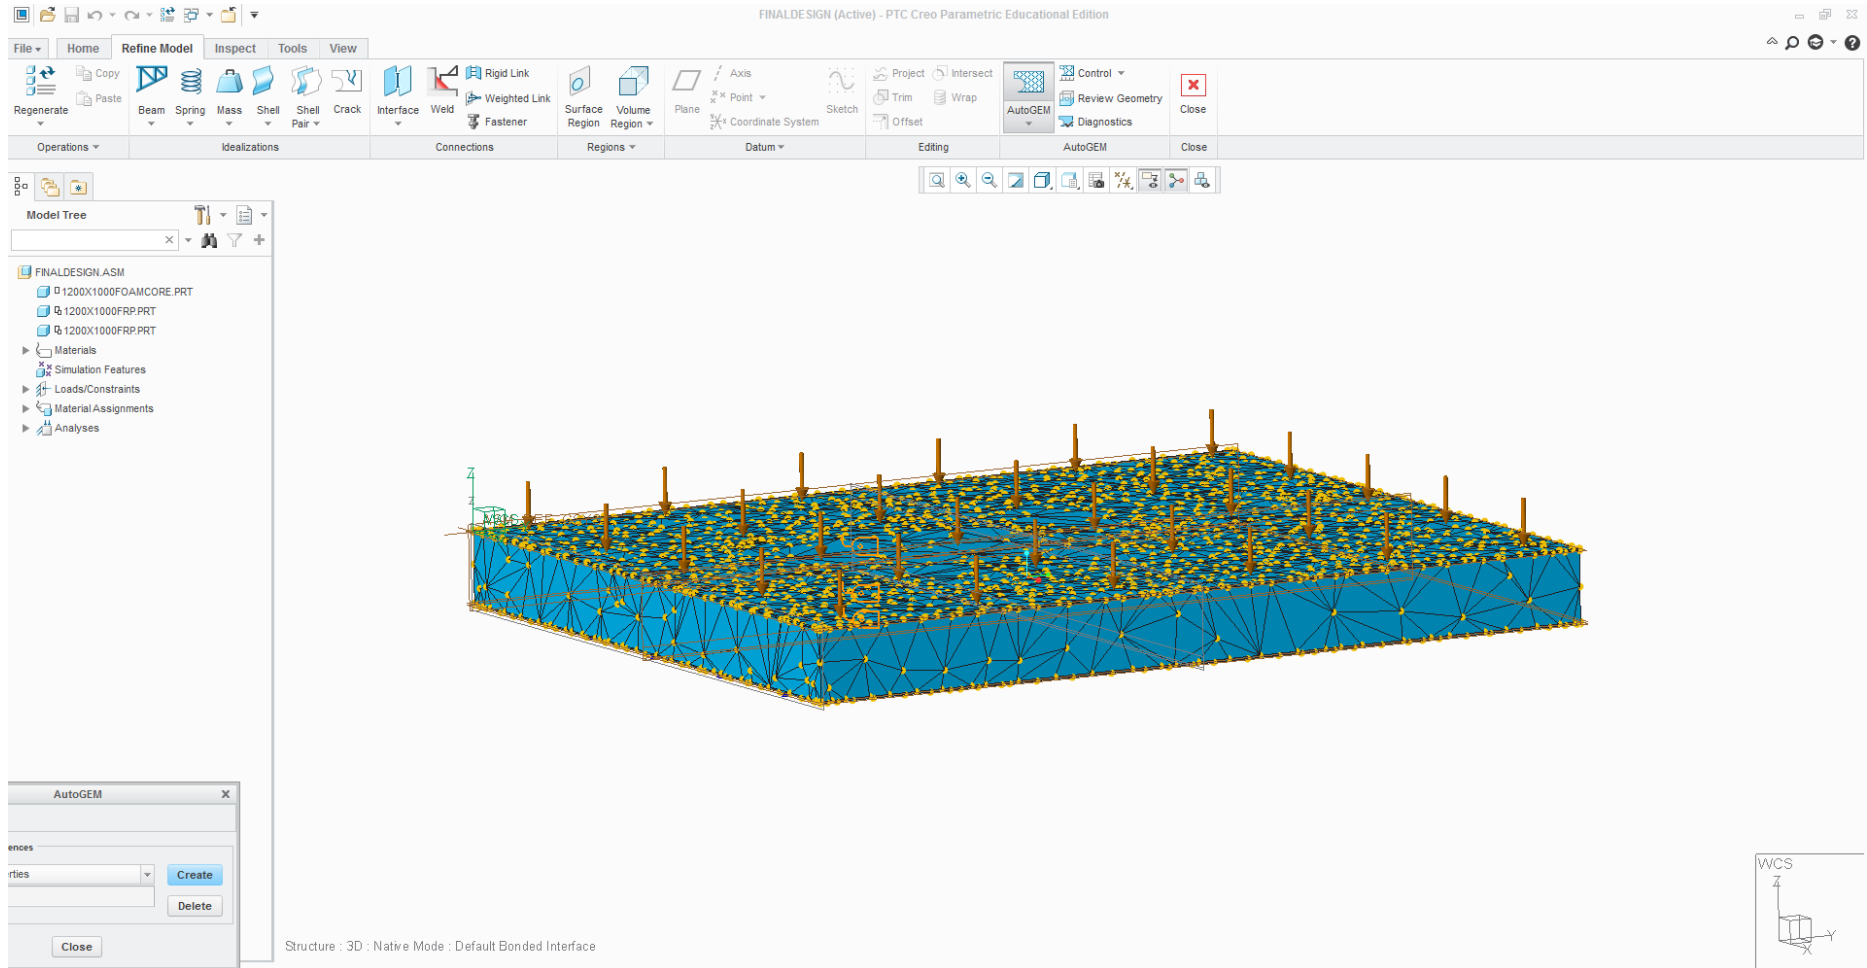 FINALDESIGN (Active) - PTC Creo Parametric Educational Edition
File Home Refine Model Inspect Tools View
Regenerate
Copy
Paste
Beam Spring Mass Shell Shell Pair Crack
Interface Weld
Rigid Link
Weighted Link
Fastener
Surface Region Volume Region
Plane
Axis
Point
Coordinate System
Sketch
Project Intersect
Trim Wrap
Offset
AutoGEM
Control
Review Geometry
Diagnostics
Close
Operations Idealizations Connections Regions Datum Editing AutoGEM Close
Model Tree
FINALDESIGN.ASM
1200X1000FOAMCORE.PRT
1200X1000FRP.PRT
1200X1000FRP.PRT
Materials
Simulation Features
Loads/Constraints
Material Assignments
Analyses
Z
Z
WCS
AutoGEM
ences
rties
Create
Delete
Close
Structure : 3D : Native Mode : Default Bonded Interface
WCS
Z
Y
X